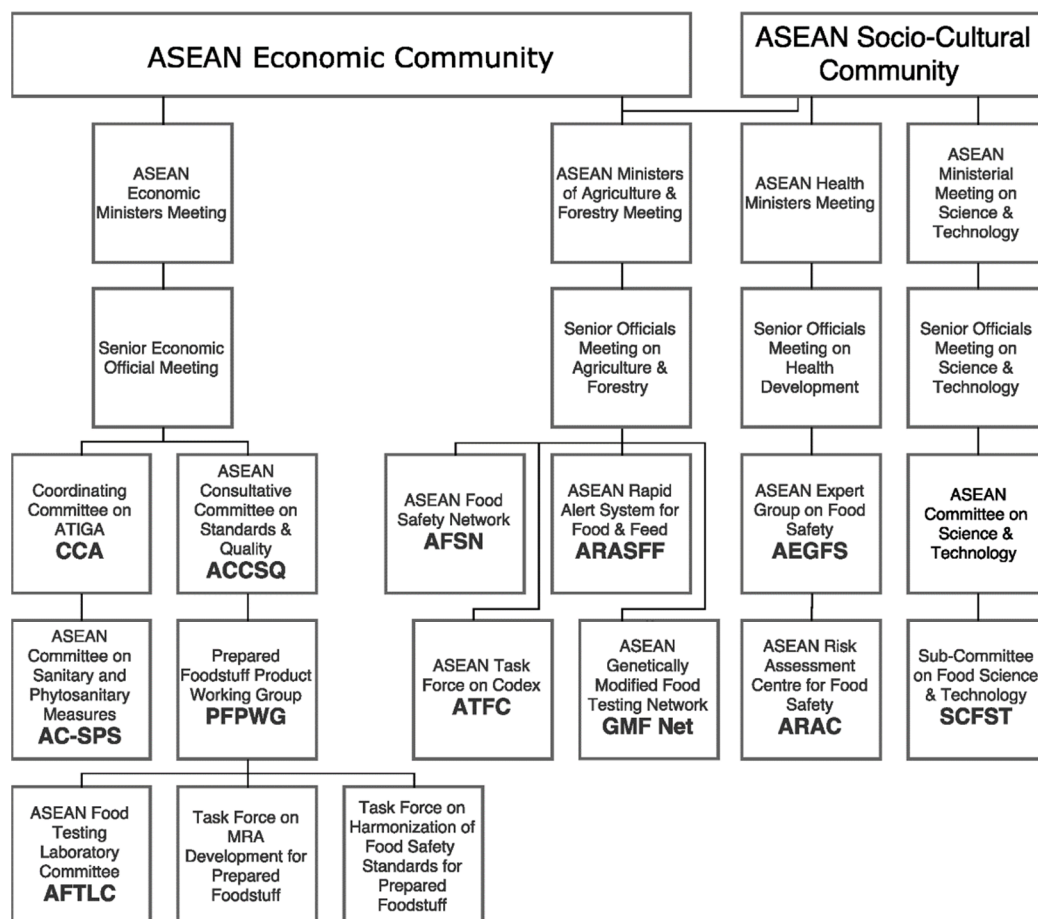 ASEAN Economic Community
ASEAN Socio-Cultural
Community
ASEAN
Economic
Ministers Meeting
ASEAN Ministers
of Agriculture &
Forestry Meeting
ASEAN Health
Ministers Meeting
ASEAN
Ministerial
Meeting on
Science &
Technology
Senior Economic
Official Meeting
Senior Officials
Meeting on
Agriculture &
Forestry
Senior Officials
Meeting on
Health
Development
Senior Officials
Meeting on
Science &
Technology
Coordinating
Committee on
ATIGA
CCA
ASEAN
Consultative
Committee on
Standards &
Quality
ACCSQ
ASEAN Food
Safety Network
AFSN
ASEAN Rapid
Alert System for
Food & Feed
ARASFF
ASEAN Expert
Group on Food
Safety
AEGFS
ASEAN
Committee on
Science &
Technology
ASEAN
Committee on
Sanitary and
Phytosanitary
Measures
AC-SPS
Prepared
Foodstuff Product
Working Group
PFPWG
ASEAN Task
Force on Codex
ATFC
ASEAN
Genetically
Modified Food
Testing Network
GMF Net
ASEAN Risk
Assessment
Centre for Food
Safety
ARAC
Sub-Committee
on Food Science
& Technology
SCFST
ASEAN Food
Testing
Laboratory
Committee
AFTLC
Task Force on
MRA
Development for
Prepared
Foodstuff
Task Force on
Harmonization of
Food Safety
Standards for
Prepared
Foodstuff